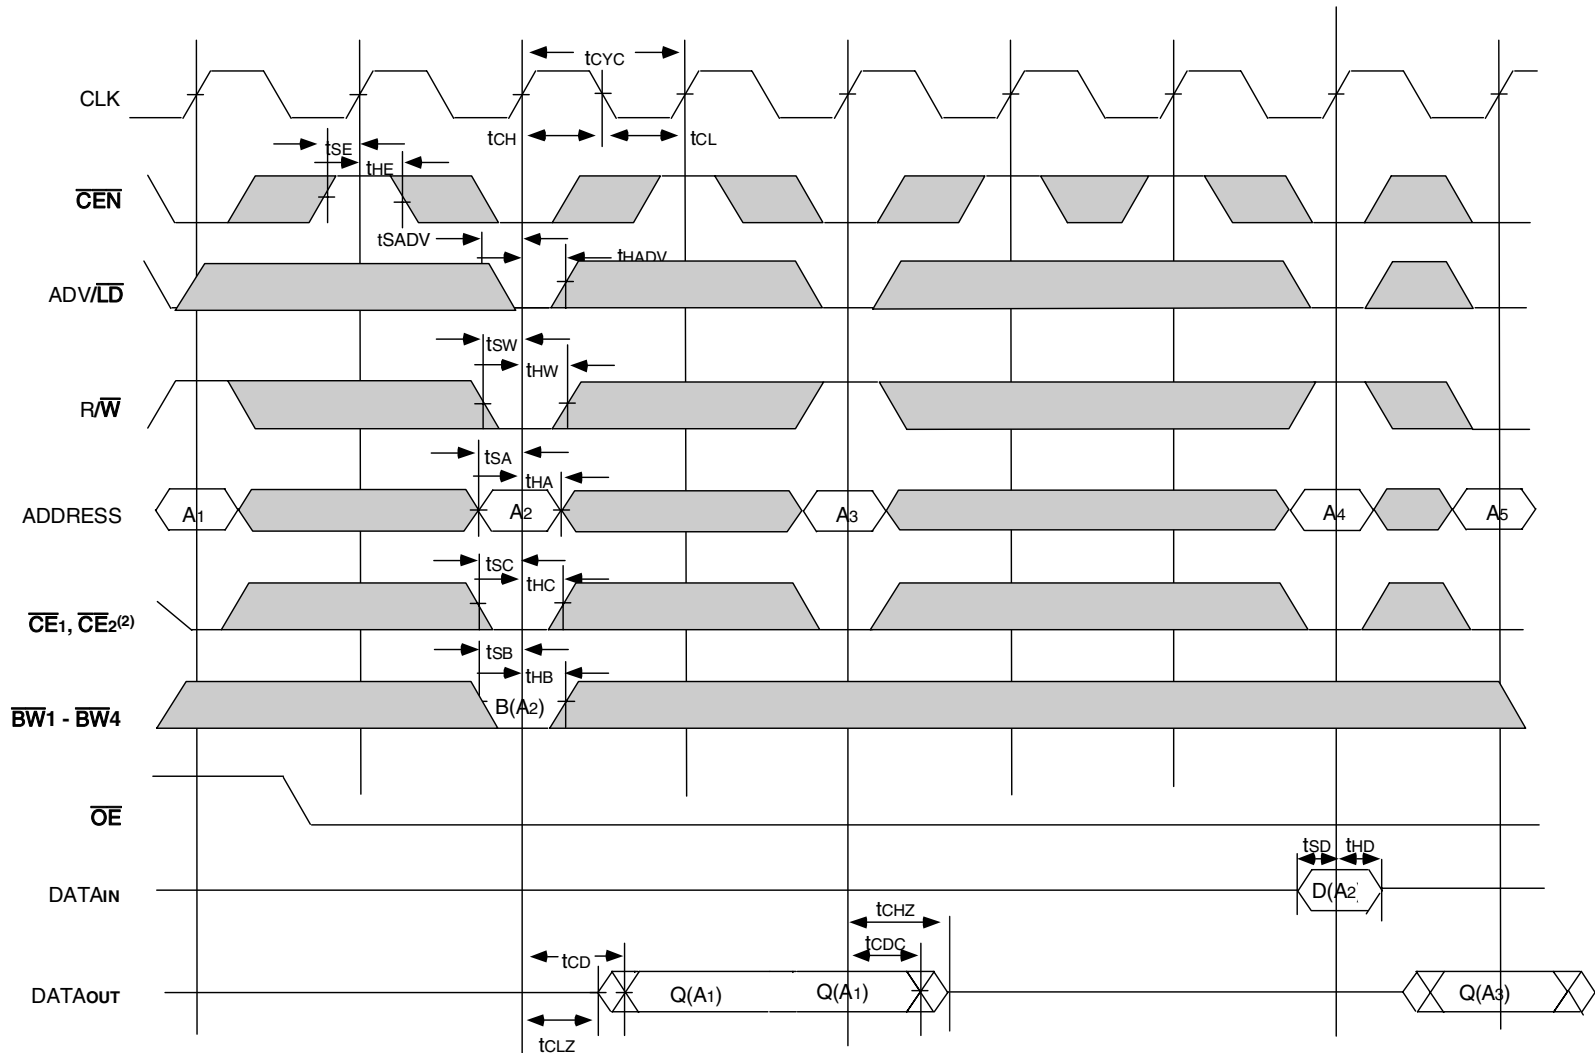 tCYC
CLK
tCH
tCL
tSE
tHE
CEN
tSADV
tHADV
ADV/LD
tSW
tHW
R/W
tSA
tHA
ADDRESS
A1
A2
A3
A4
A5
tSC
tHC
CE1, CE2(2)
tSB
tHB
BW1 - BW4
B(A2)
OE
tSD
tHD
DATAIN
D(A2
tCHZ
tCDC
tCD
DATAOUT
Q(A1)
Q(A1)
Q(A3)
tCLZ